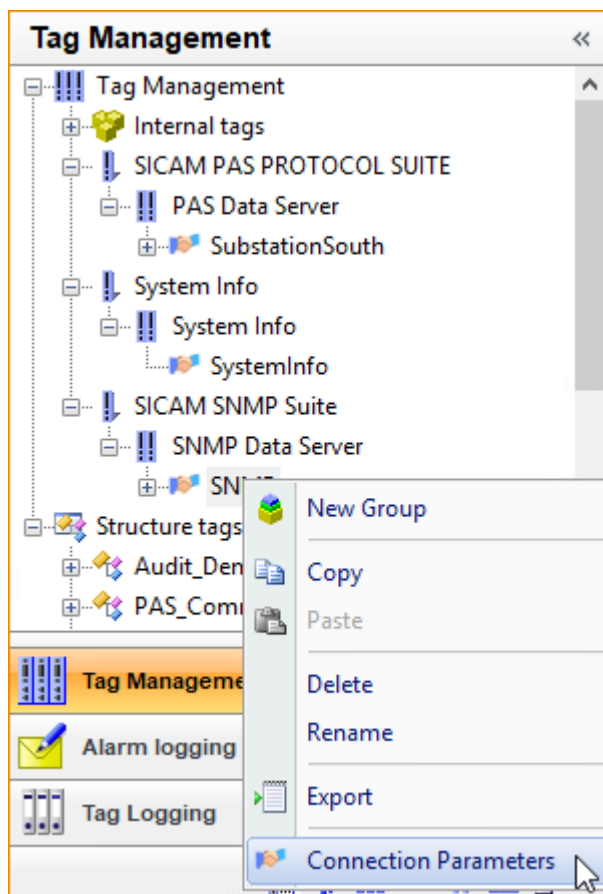 Tag Management
Tag Management
Internal tags
SICAM PAS PROTOCOL SUITE
PAS Data Server
SubstationSouth
System Info
System Info
SystemInfo
SICAM SNMP Suite
SNMP Data Server
New Group
Structure tags
Copy
Paste
Tag
Delete
Rename
Alarm logging
Export
Tag Logging
Connection Parameters